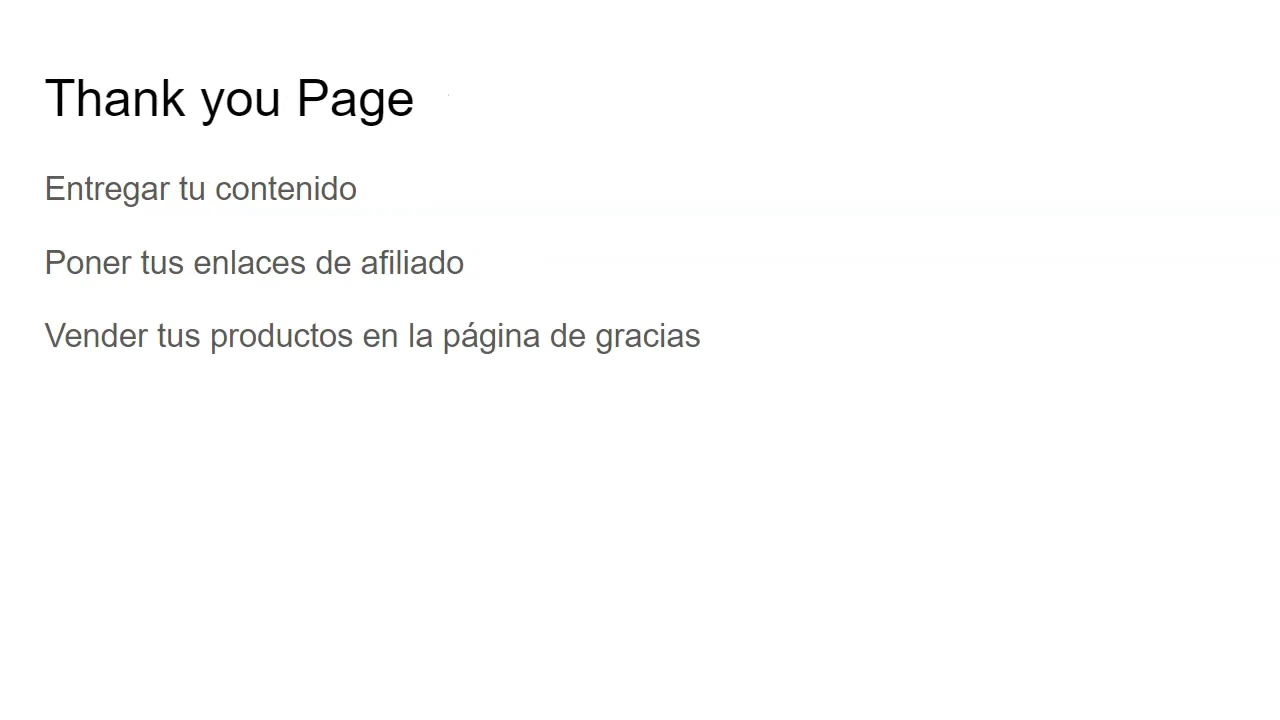 Thank you Page
Entregar tu contenido
Poner tus enlaces de afiliado
Vender tus productos en la página de gracias